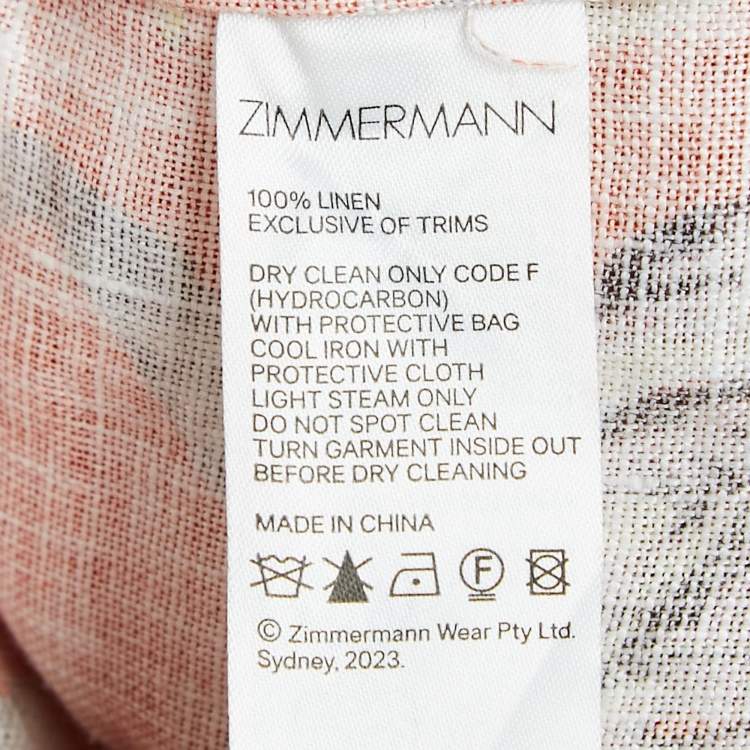 ZIMMERMANN
100% LINEN
EXCLUSIVE OF TRIMS
DRY CLEAN ONLY CODE F
(HYDROCARBON)
WITH PROTECTIVE BAG
COOL IRON WITH
PROTECTIVE CLOTH
LIGHT STEAM ONLY
DO NOT SPOT CLEAN
TURN GARMENT INSIDE OUT
BEFORE DRY CLEANING
MADE IN CHINA
F
© Zimmermann Wear Pty Ltd.
Sydney, 2023.